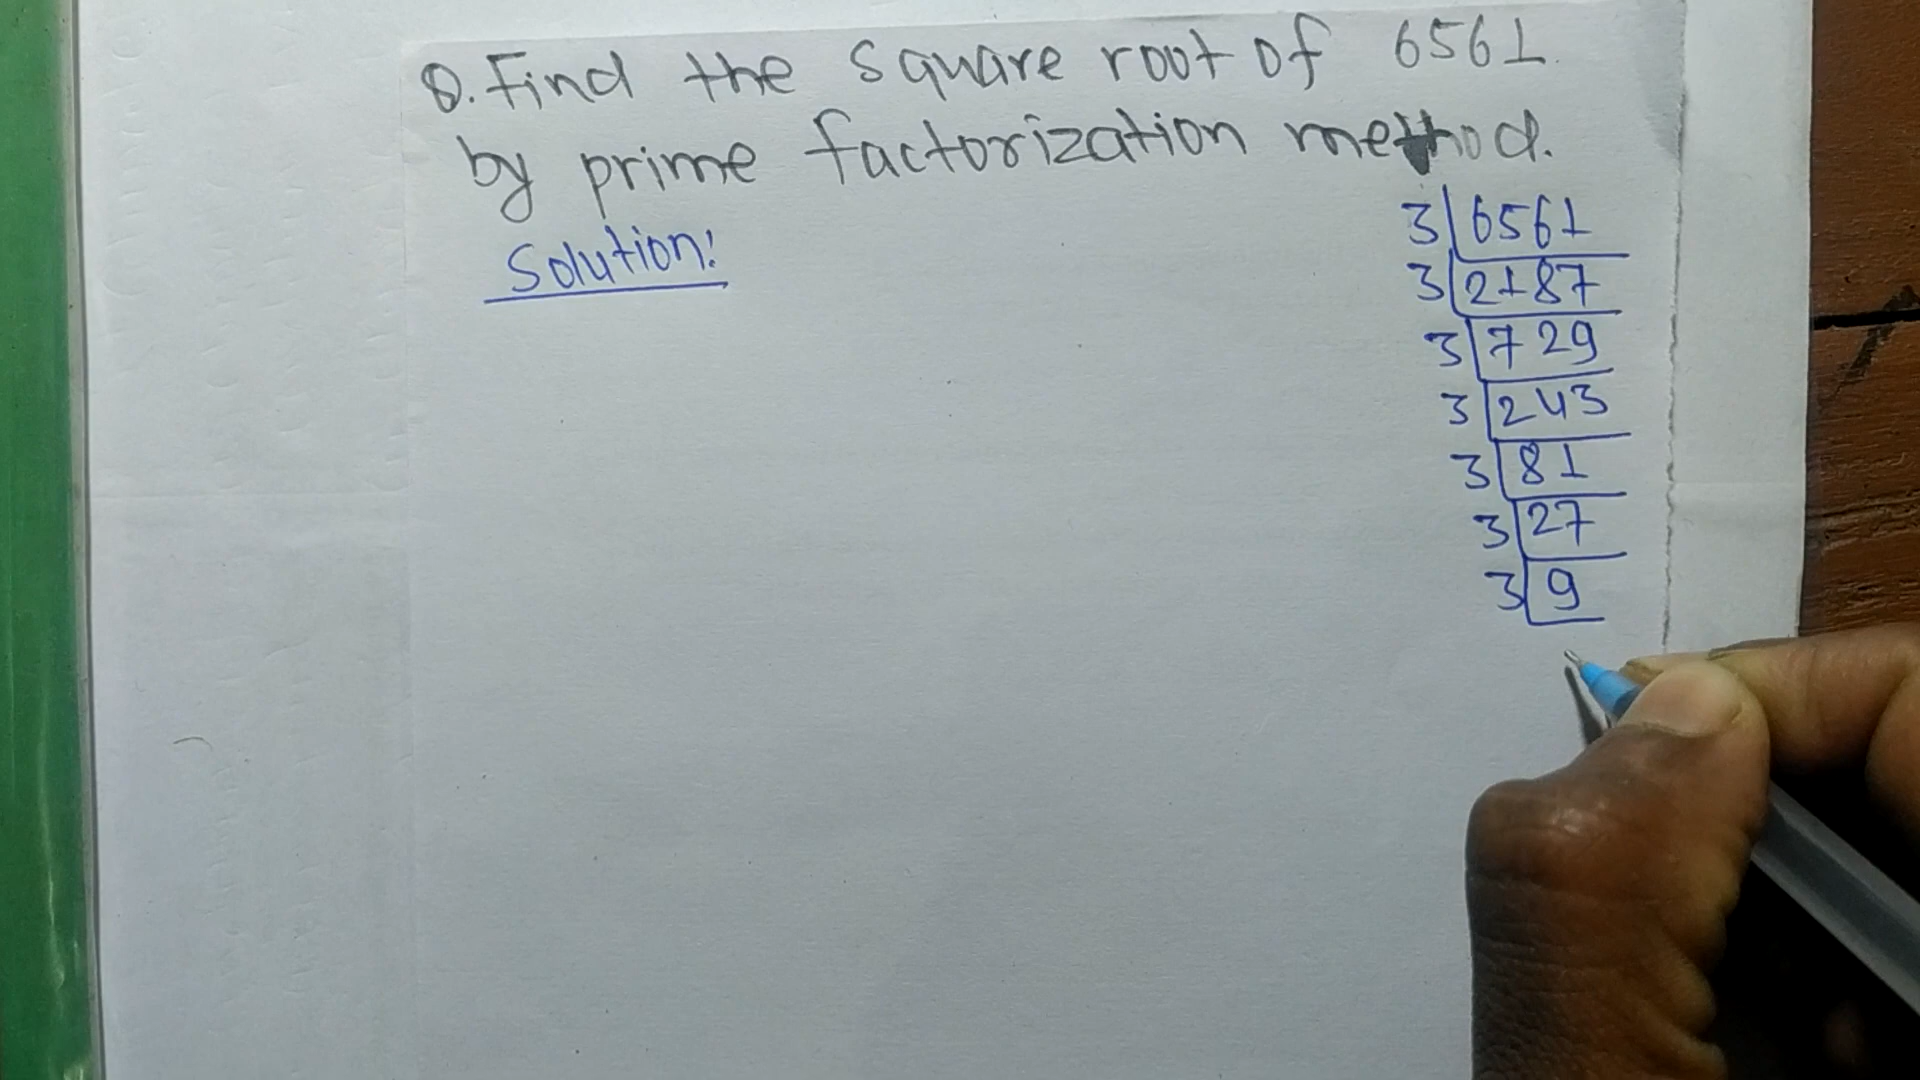 Q. Find the square root of 6561
by prime factorization method.
Solution:
3 6561
3 2187
3 729
3 243
3 81
3 27
3 9